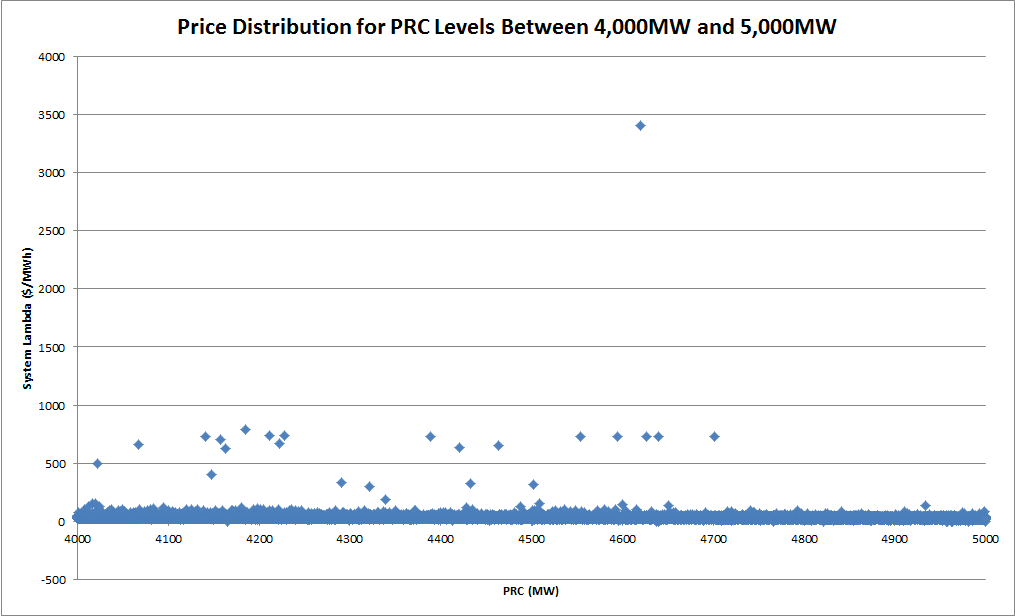 Price Distribution for PRC Levels Between 4,000MW and 5,000MW
4000
3500
3000
2500
2000
1500
1000
500
0
-500
System Lambda ($/MWh)
4000 4100 4200 4300 4400 4500 4600 4700 4800 4900 5000
PRC (MW)